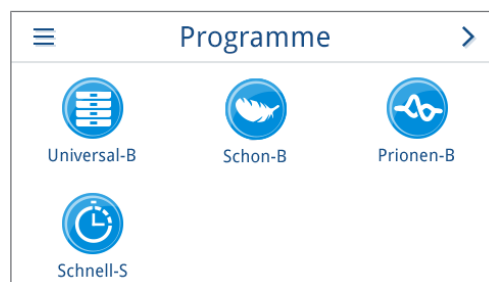 Programme
Universal-B
Schon-B
Prionen-B
Schnell-S